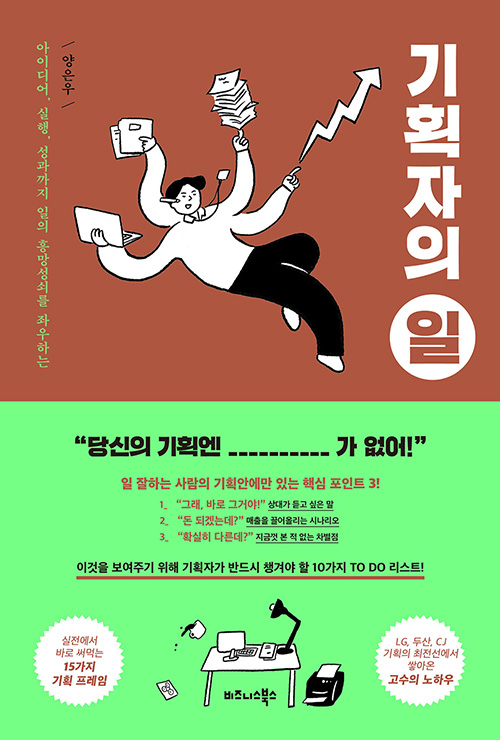 기획자의 일
아이디어, 실행, 성과까지 일의 흥망성쇠를 좌우하는
양은우
“당신의 기획엔 __________ 가 없어!”
일 잘하는 사람의 기획안에만 있는 핵심 포인트 3!
1_ “그래, 바로 그거야!” 상대가 듣고 싶은 말
2_ “돈 되겠는데?” 매출을 끌어올리는 시나리오
3_ “확실히 다른데?” 지금껏 본 적 없는 차별점
이것을 보여주기 위해 기획자가 반드시 챙겨야 할 10가지 TO DO 리스트!
실전에서
바로 써먹는
15가지
기획 프레임
LG, 두산, CJ
기획의 최전선에서
쌓아온
고수의 노하우
비즈니스북스